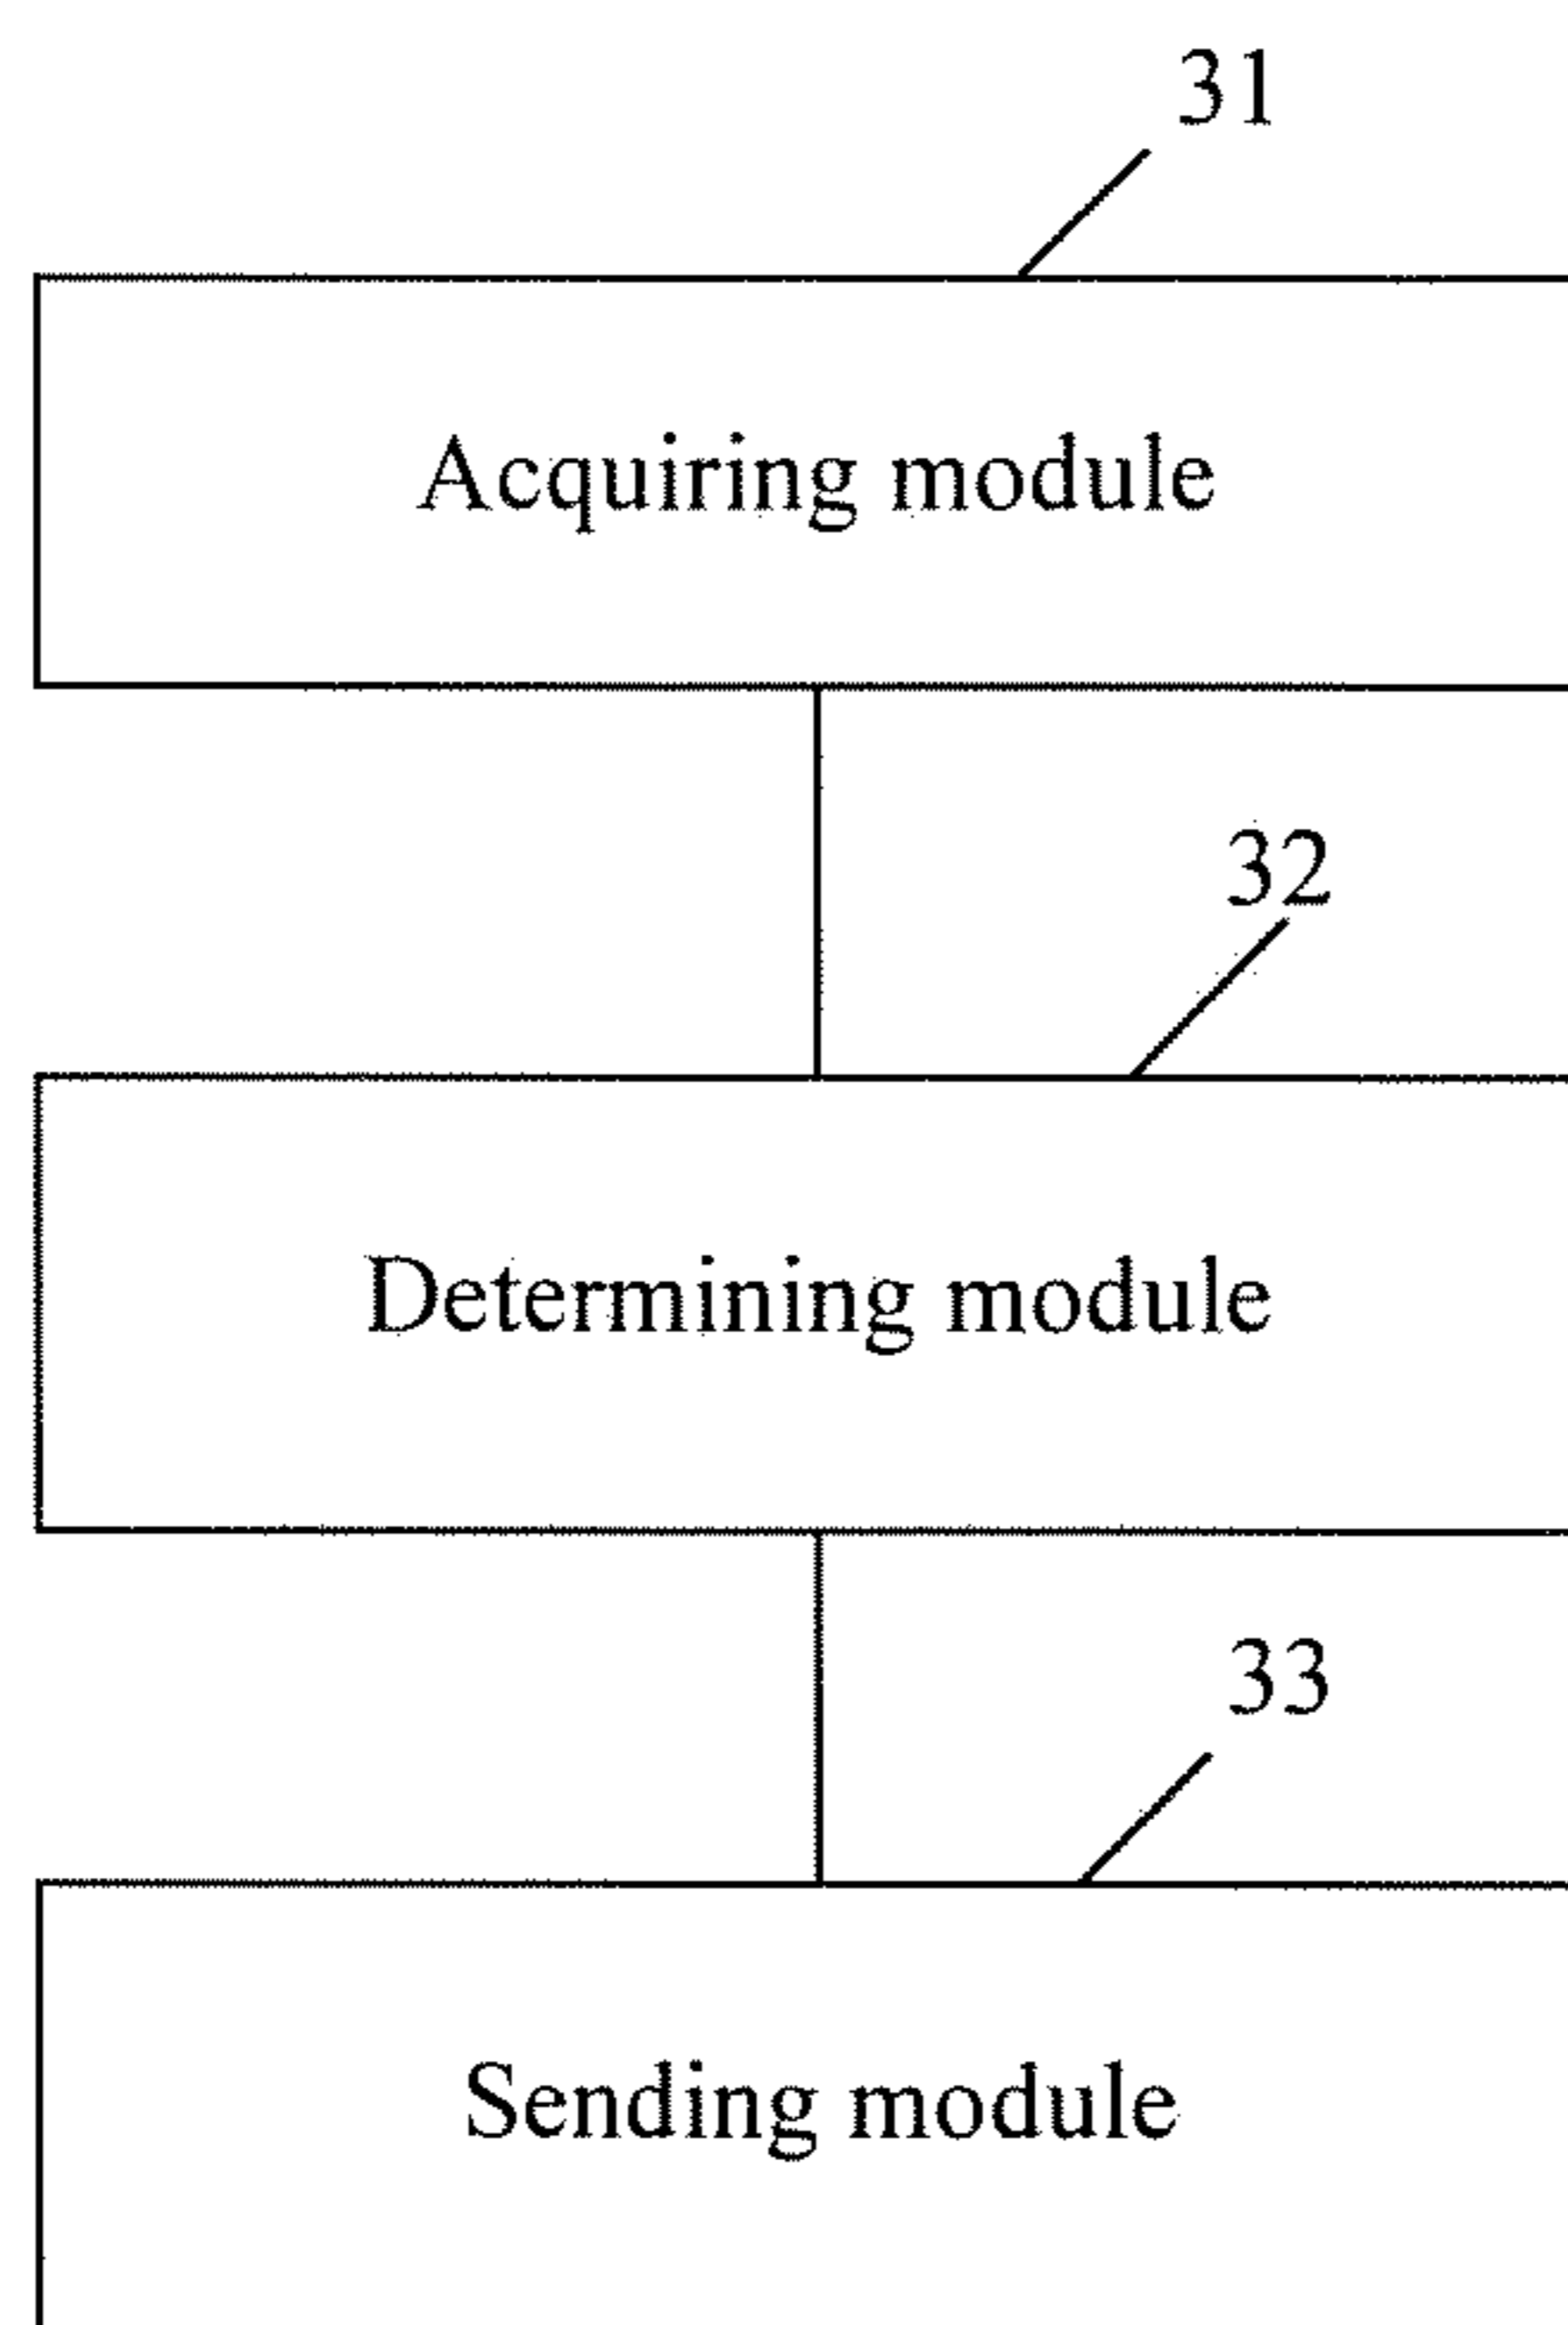 31
Acquiring module
32
Determining module
33
Sending module